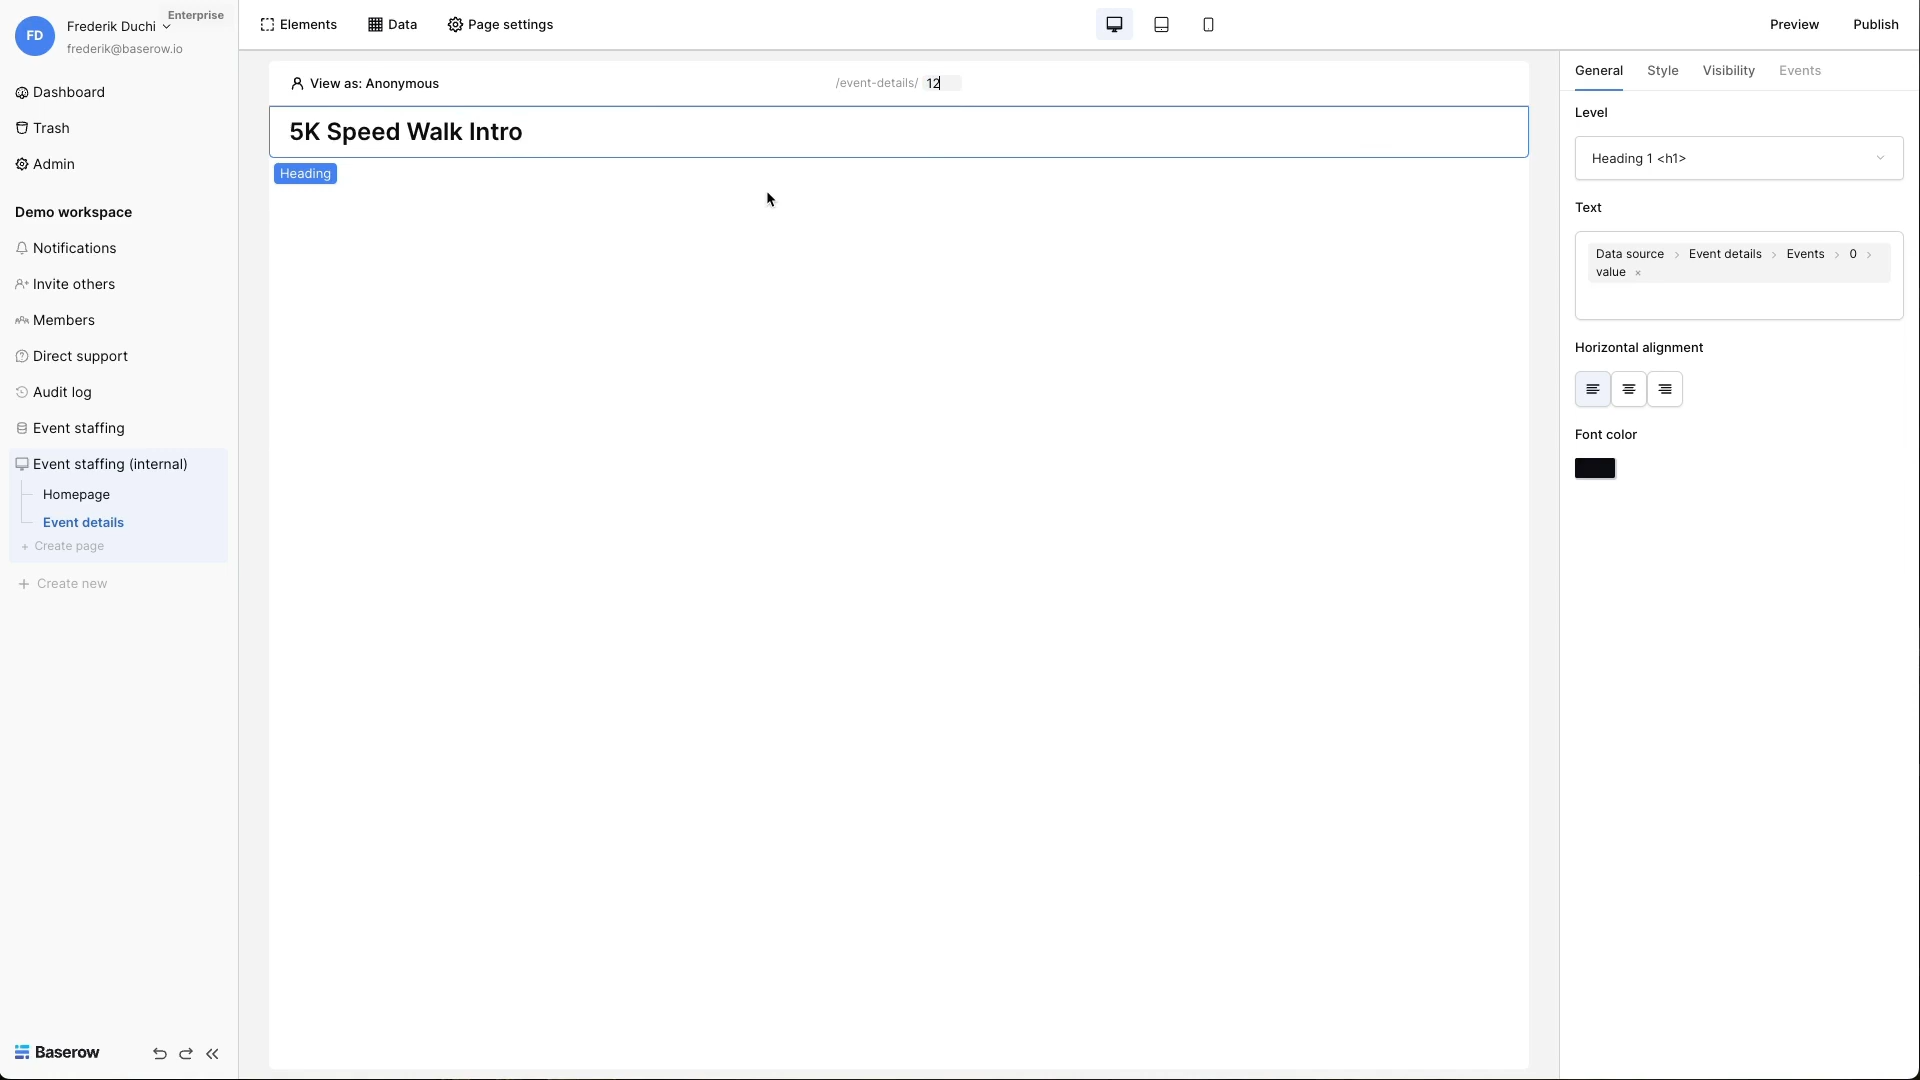 FD
Frederik Duchi
Enterprise
frederik@baserow.io
Dashboard
Trash
Admin
Demo workspace
Notifications
Invite others
Members
Direct support
Audit log
Event staffing
Event staffing (internal)
Homepage
Event details
+ Create page
+ Create new
Baserow
Elements
Data
Page settings
Preview
Publish
View as: Anonymous
/event-details/ 12
5K Speed Walk Intro
Heading
General
Style
Visibility
Events
Level
Heading 1 <h1>
Text
Data source > Event details > Events > 0 >
value ×
Horizontal alignment
Font color